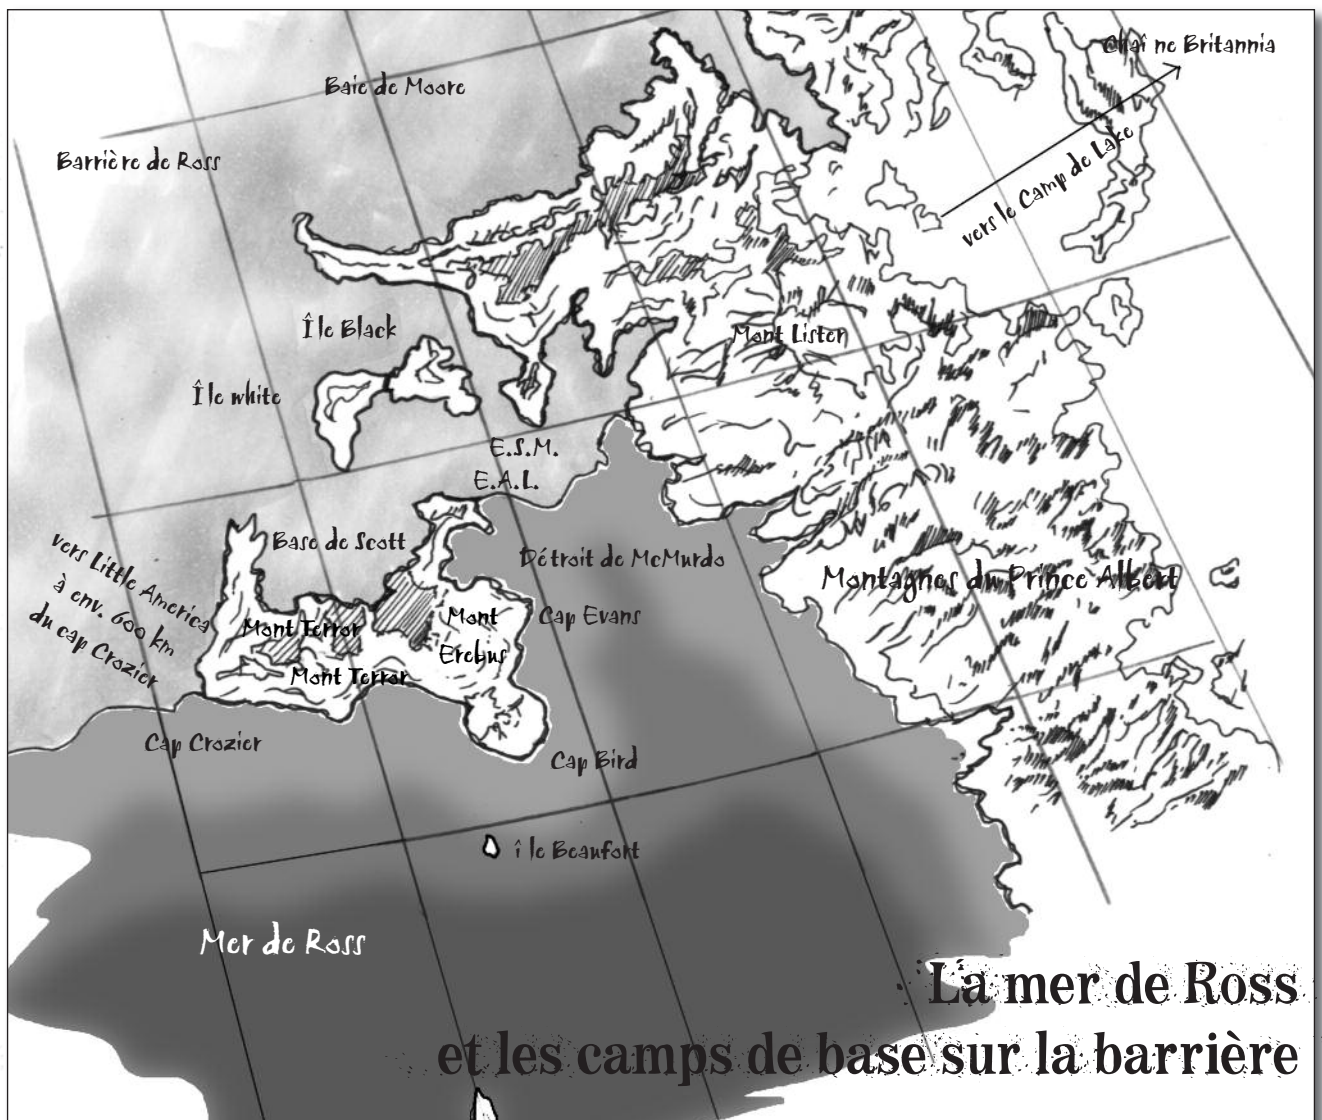 Chaî ne Britannia
Baie de Moore
Barrière de Ross
vers le Camp de Lake
Île Black
Mont Lister
Île white
E.S.M.
E.A.L.
Base de Scott
Détroit de McMurdo
vers Little America
à env. 600 km
du cap Crozier
Montagnes du Prince Albert
Mont Terror
Mont
Erebus
Cap Evans
Mont Terror
Cap Crozier
Cap Bird
î le Beaufort
Mer de Ross
La mer de Ross
et les camps de base sur la barrière